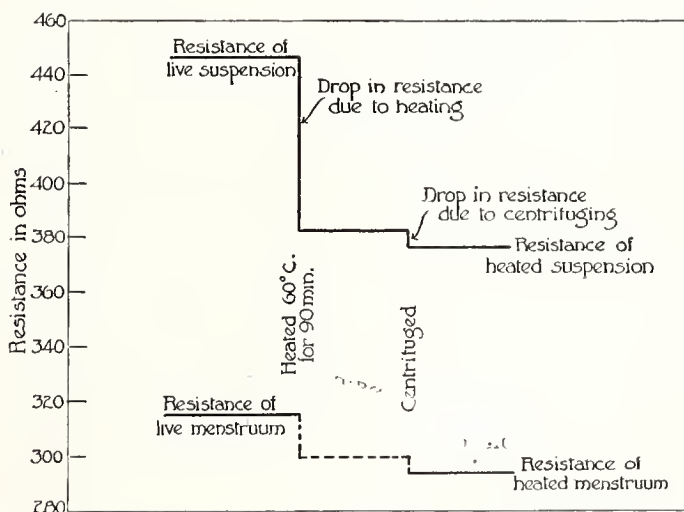 460
Resistance of
live suspension
440
Drop in resistance
due to heating
420
400
Drop in resistance
due to centrifuging
380
Resistance of
heated suspension
360
Resistance in ohms
Heated 60°C.
for 90 min.
Centrifuged
340
320
Resistance of
live menstruum
300
Resistance of
heated menstruum
280